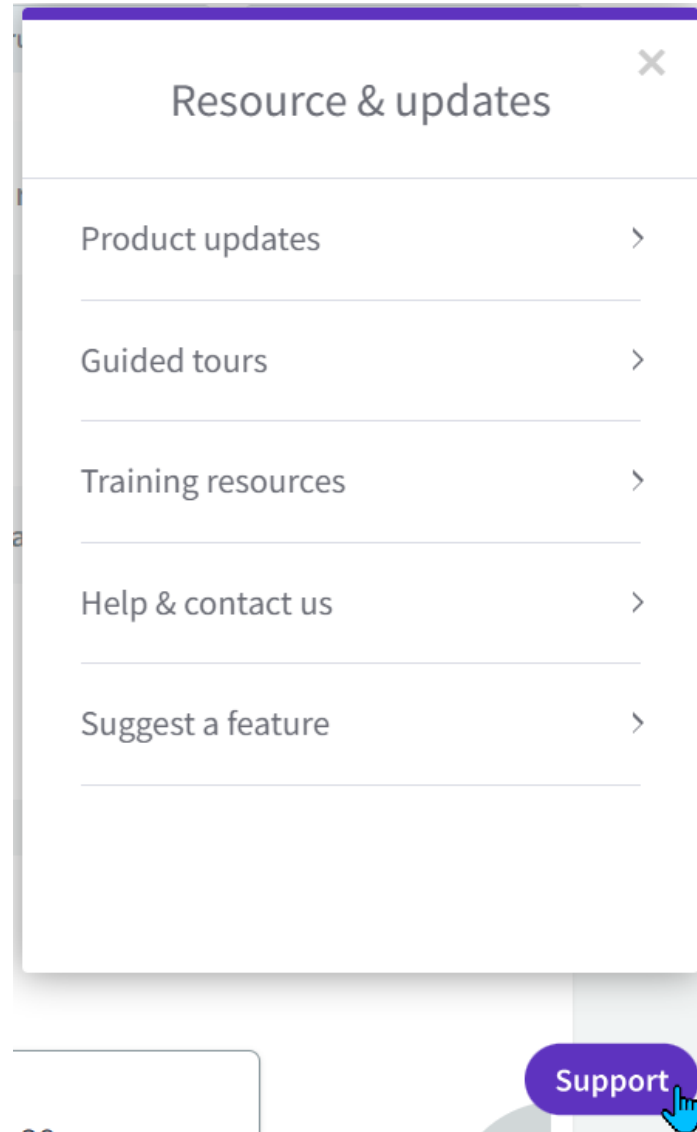 Resource & updates
Product updates
Guided tours
Training resources
Help & contact us
Suggest a feature
Support